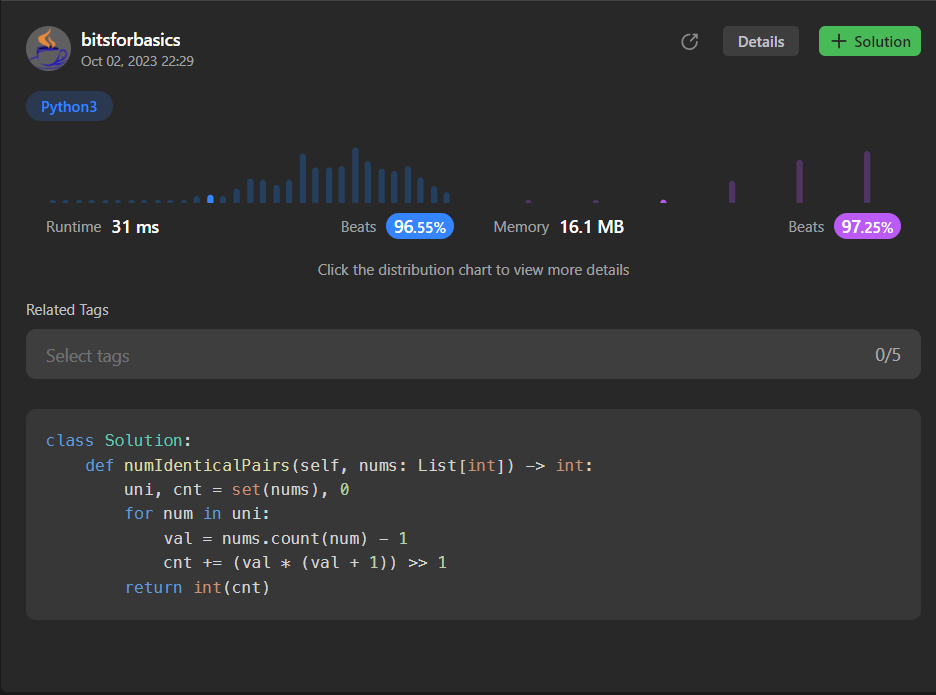 bitsforbasics
Oct 02, 2023 22:29
Details
+ Solution
Python3
Runtime 31 ms Beats 96.55% Memory 16.1 MB Beats 97.25%
Click the distribution chart to view more details
Related Tags
Select tags 0/5
class Solution:
    def numIdenticalPairs(self, nums: List[int]) -> int:
        uni, cnt = set(nums), 0
        for num in uni:
            val = nums.count(num) - 1
            cnt += (val * (val + 1)) >> 1
        return int(cnt)